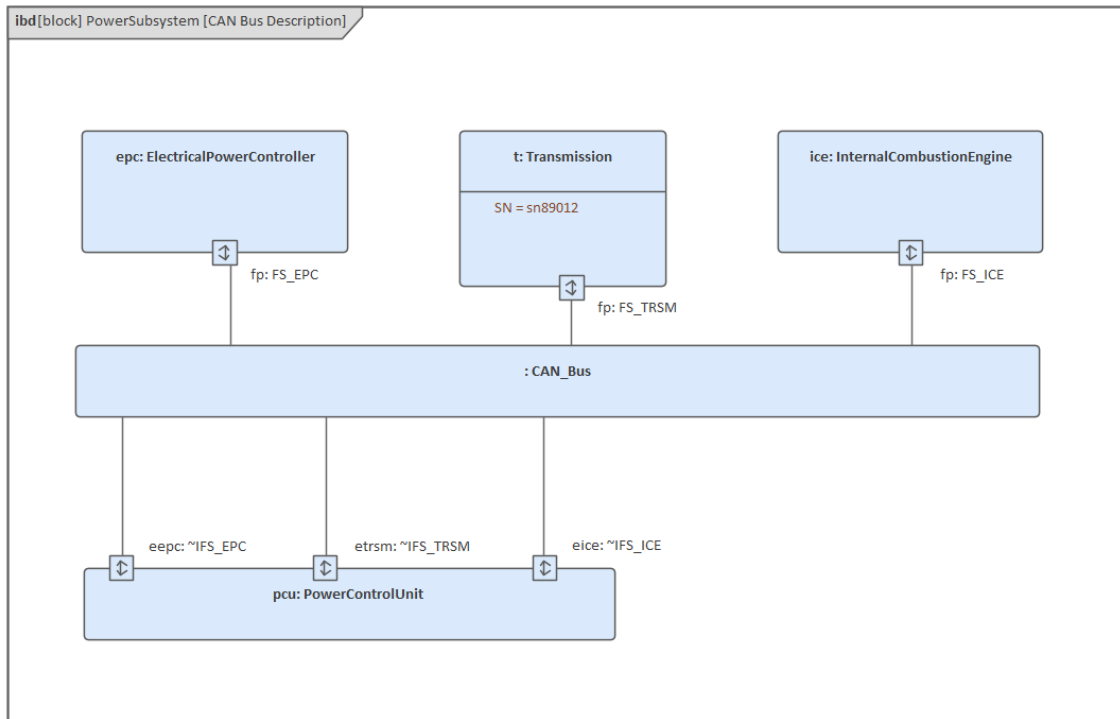 ibd[block] PowerSubsystem [CAN Bus Description]
epc: ElectricalPowerController
t: Transmission
ice: InternalCombustionEngine
SN = sn89012
fp: FS_EPC
fp: FS_TRSM
fp: FS_ICE
: CAN_Bus
eepc: ~IFS_EPC
etrsm: ~IFS_TRSM
eice: ~IFS_ICE
pcu: PowerControlUnit